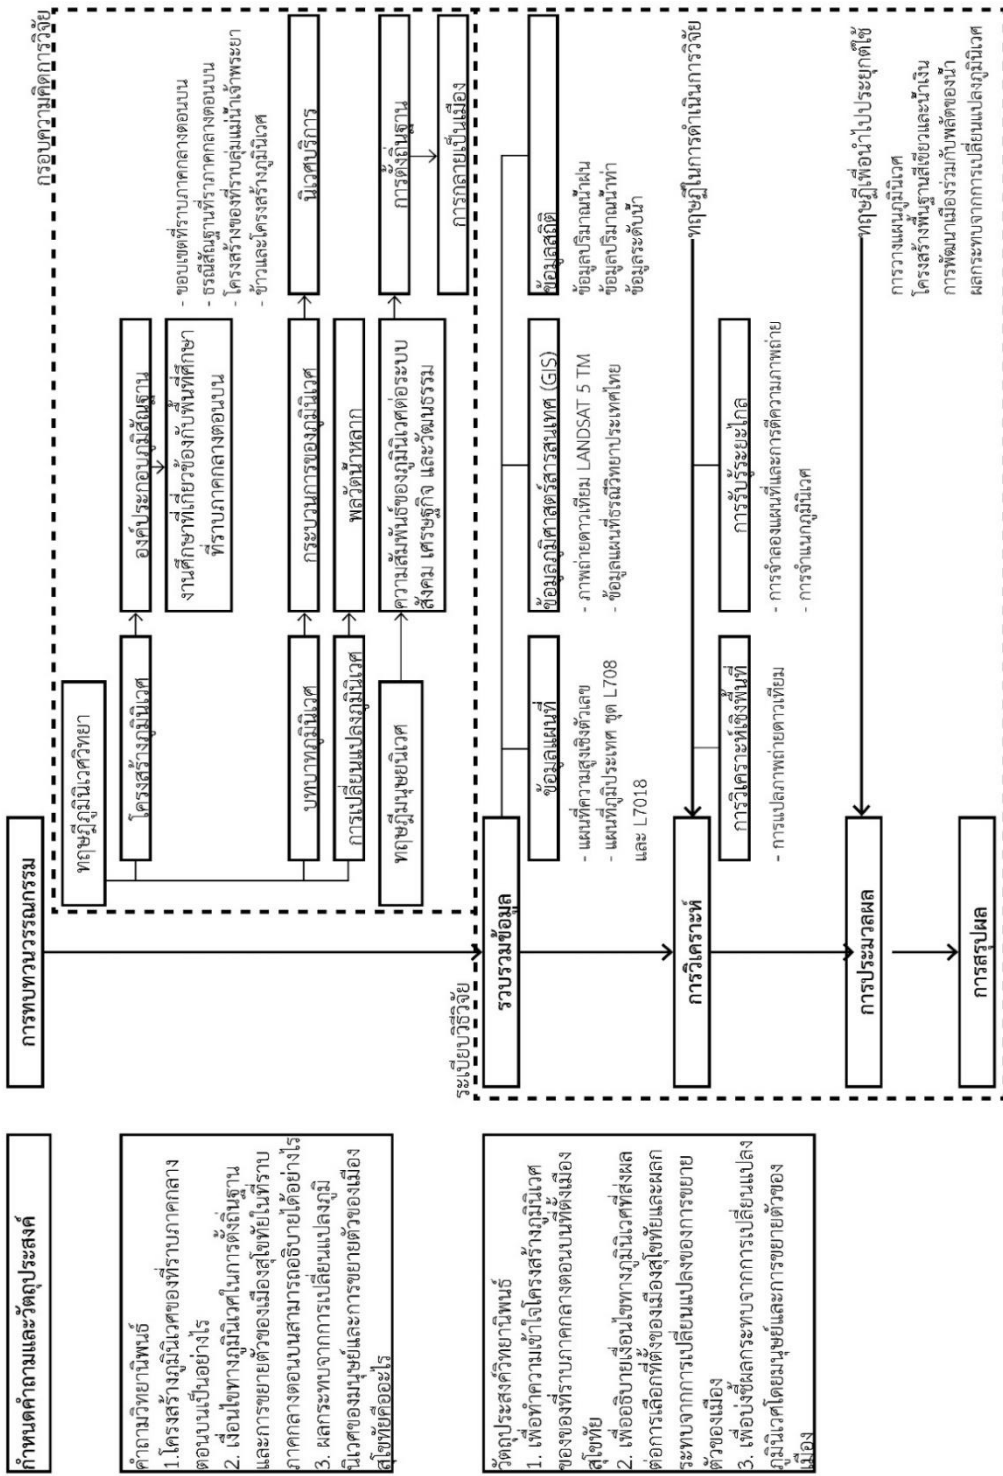 กำหนดคำถามและวัตถุประสงค์
คำถามวิทยานิพนธ์
1.โครงสร้างภูมินิเวศของที่ราบภาคกลาง
ตอนบนเป็นอย่างไร
2. เงื่อนไขทางภูมินิเวศในการตั้งถิ่นฐาน
และการขยายตัวของเมืองสุโขทัยในที่ราบ
ภาคกลางตอนบนสามารถอธิบายได้อย่างไร
3. ผลกระทบจากการเปลี่ยนแปลงภูมิ
นิเวศของมนุษย์และการขยายตัวของเมือง
สุโขทัยคืออะไร
วัตถุประสงค์วิทยานิพนธ์
1. เพื่อทำความเข้าใจโครงสร้างภูมินิเวศ
ของของที่ราบภาคกลางตอนบนที่ตั้งเมือง
สุโขทัย
2. เพื่ออธิบายเงื่อนไขทางภูมินิเวศที่ส่งผล
ต่อการเลือกที่ตั้งของเมืองสุโขทัยและผลก
ระทบจากการเปลี่ยนแปลงของการขยาย
ตัวของเมือง
3. เพื่อบ่งชี้ผลกระทบจากการเปลี่ยนแปลง
ภูมินิเวศโดยมนุษย์และการขยายตัวของ
เมือง
การทบทวนวรรณกรรม
กรอบความคิดการวิจัย
ทฤษฎีภูมินิเวศวิทยา
โครงสร้างภูมินิเวศ
องค์ประกอบภูมิสัณฐาน
งานศึกษาที่เกี่ยวข้องกับพื้นที่ศึกษา
ที่ราบภาคกลางตอนบน
- ขอบเขตที่ราบภาคกลางตอนบน
- ธรณีสัณฐานที่ราภาคกลางตอนบน
- โครงสร้างของที่ราบลุ่มแม่น้ำเจ้าพระยา
- ข้าวและโครงสร้างภูมินิเวศ
บทบาทภูมินิเวศ
กระบวนการของภูมินิเวศ
นิเวศบริการ
การเปลี่ยนแปลงภูมินิเวศ
พลวัตน้ำหลาก
ทฤษฎีมนุษยนิเวศ
ความสัมพันธ์ของภูมินิเวศต่อระบบ
สังคม เศรษฐกิจ และวัฒนธรรม
การตั้งถิ่นฐาน
การกลายเป็นเมือง
ระเบียบวิธีวิจัย
รวบรวมข้อมูล
ข้อมูลแผนที่
- แผนที่ความสูงเชิงตัวเลข
- แผนที่ภูมิประเทศ ชุด L708
และ L7018
ข้อมูลภูมิศาสตร์สารสนเทศ (GIS)
- ภาพถ่ายดาวเทียม LANDSAT 5 TM
- ข้อมูลแผนที่ธรณีวิทยาประเทศไทย
ข้อมูลสถิติ
ข้อมูลปริมาณน้ำฝน
ข้อมูลปริมาณน้ำท่า
ข้อมูลระดับน้ำ
การวิเคราะห์
ทฤษฎีในการดำเนินการวิจัย
การวิเคราะห์เชิงพื้นที่
- การแปลภาพถ่ายดาวเทียม
การรับรู้ระยะไกล
- การจำลองแผนที่และการตีความภาพถ่าย
- การจำแนกภูมินิเวศ
การประมวลผล
ทฤษฎีเพื่อนำไปประยุกต์ใช้
การวางแผนภูมินิเวศ
โครงสร้างพื้นฐานสีเขียวและน้ำเงิน
การพัฒนาเมืองร่วมกับพลัตของน้ำ
ผลกระทบจากการเปลี่ยนแปลงภูมินิเวศ
การสรุปผล